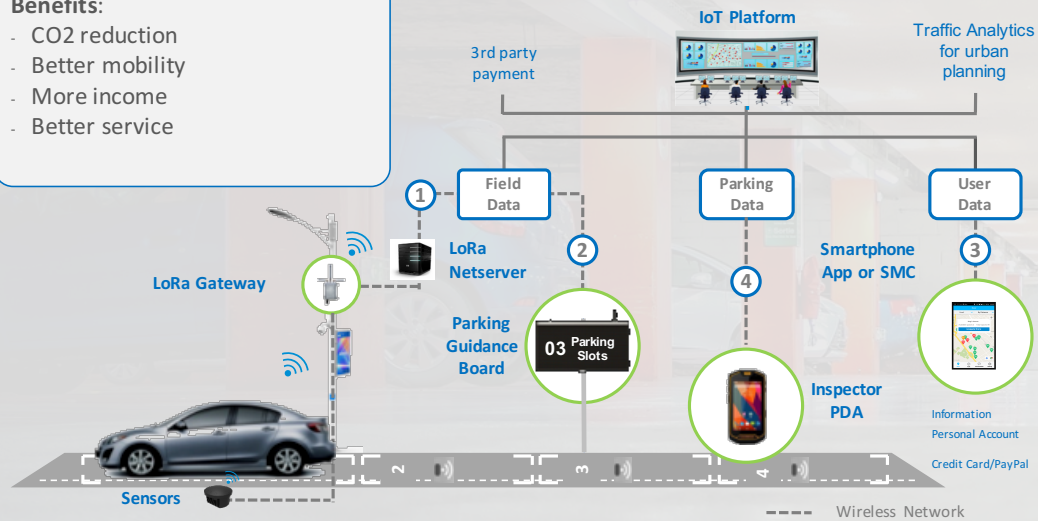 Benefits:
- CO2 reduction
- Better mobility
- More income
- Better service
IoT Platform
3rd party
payment
Traffic Analytics
for urban
planning
1
Field
Data
Parking
Data
User
Data
LoRa
Netserver
2
Smartphone
App or SMC
3
4
LoRa Gateway
Parking
Guidance
Board
03 Parking
Slots
Inspector
PDA
Information
Personal Account
Credit Card/PayPal
2
3
4
Sensors
Wireless Network